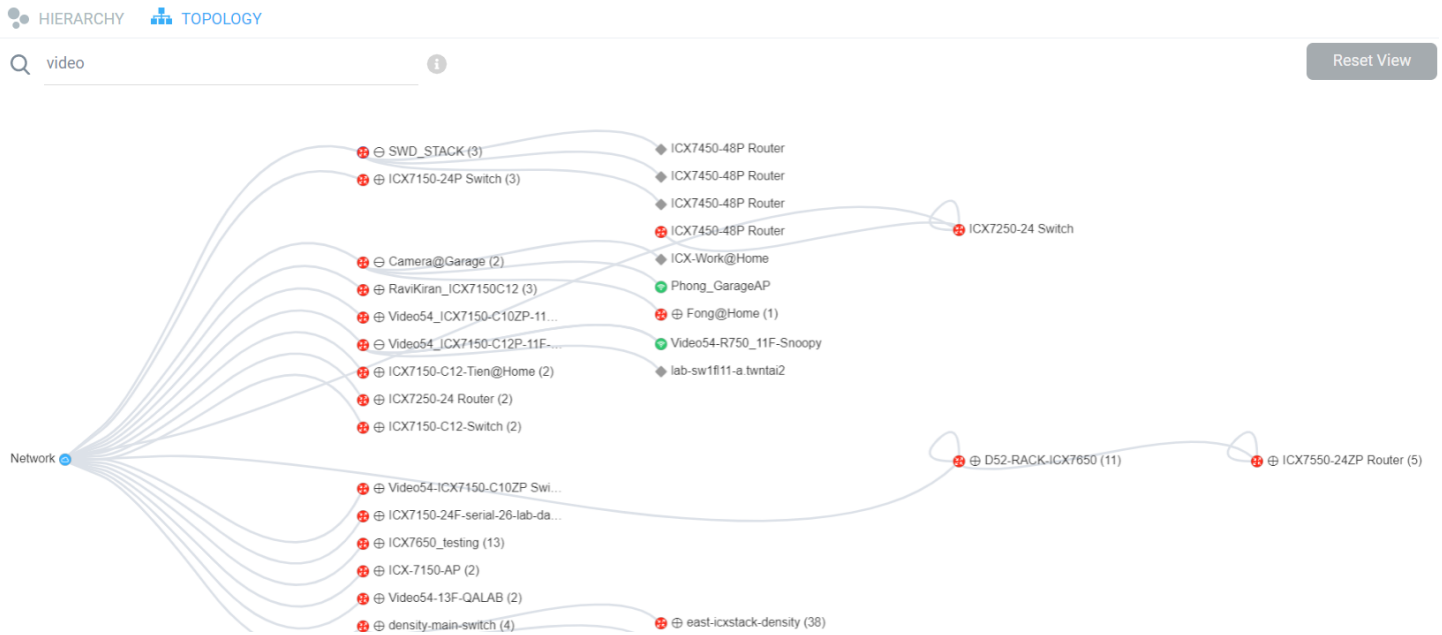 HIERARCHY TOPOLOGY
video
Reset View
SWD_STACK (3)
ICX7150-24P Switch (3)
Camera@Garage (2)
RaviKiran_ICX7150C12 (3)
Video54_ICX7150-C10ZP-11...
Video54_ICX7150-C12P-11F-...
ICX7150-C12-Tien@Home (2)
ICX7250-24 Router (2)
ICX7150-C12-Switch (2)
Network
Video54-ICX7150-C10ZP Swi...
ICX7150-24F-serial-26-lab-da...
ICX7650_testing (13)
ICX-7150-AP (2)
Video54-13F-QALAB (2)
density-main-switch (4)
ICX7450-48P Router
ICX7450-48P Router
ICX7450-48P Router
ICX7450-48P Router
ICX-Work@Home
Phong_GarageAP
Fong@Home (1)
Video54-R750_11F-Snoopy
lab-sw1fl11-a.twntai2
east-icxstack-density (38)
ICX7250-24 Switch
D52-RACK-ICX7650 (11)
ICX7550-24ZP Router (5)